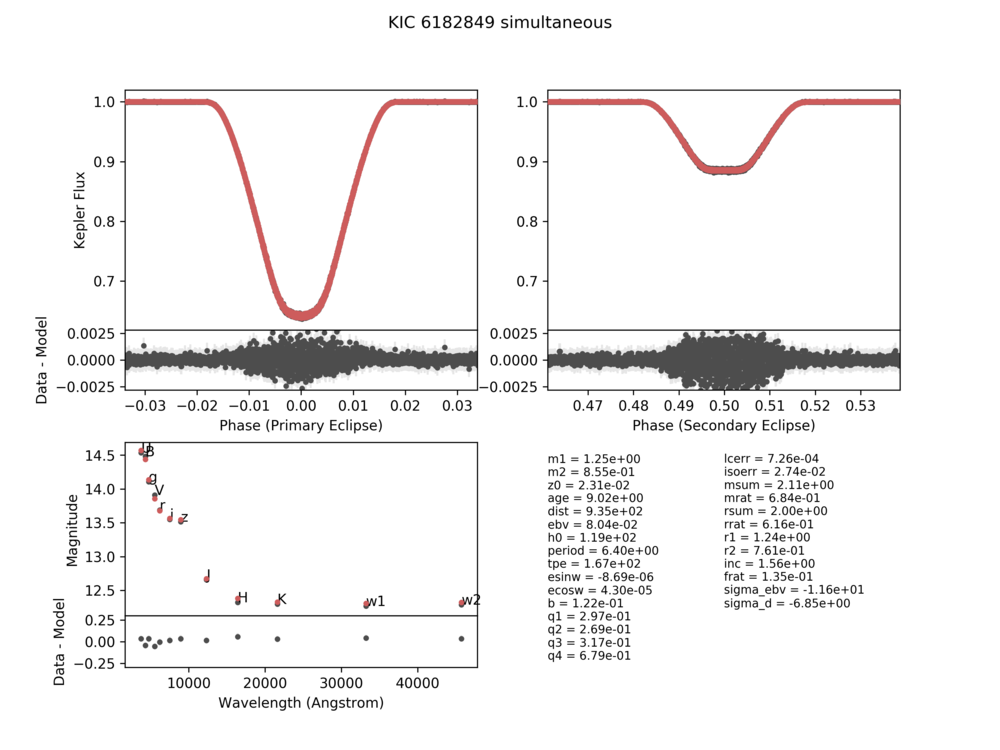 KIC 6182849 simultaneous
1.0
0.9
0.8
0.7
Kepler Flux
0.0025
0.0000
−0.0025
Data - Model
−0.03 −0.02 −0.01 0.00 0.01 0.02 0.03
Phase (Primary Eclipse)
1.0
0.9
0.8
0.7
0.0025
0.0000
−0.0025
0.47 0.48 0.49 0.50 0.51 0.52 0.53
Phase (Secondary Eclipse)
14.5
14.0
13.5
13.0
12.5
Magnitude
B
g
V
r
i
z
J
H
K
w1
w2
0.25
0.00
−0.25
Data - Model
10000 20000 30000 40000
Wavelength (Angstrom)
m1 = 1.25e+00
m2 = 8.55e-01
z0 = 2.31e-02
age = 9.02e+00
dist = 9.35e+02
ebv = 8.04e-02
h0 = 1.19e+02
period = 6.40e+00
tpe = 1.67e+02
esinw = -8.69e-06
ecosw = 4.30e-05
b = 1.22e-01
q1 = 2.97e-01
q2 = 2.69e-01
q3 = 3.17e-01
q4 = 6.79e-01
lcerr = 7.26e-04
isoerr = 2.74e-02
msum = 2.11e+00
mrat = 6.84e-01
rsum = 2.00e+00
rrat = 6.16e-01
r1 = 1.24e+00
r2 = 7.61e-01
inc = 1.56e+00
frat = 1.35e-01
sigma_ebv = -1.16e+01
sigma_d = -6.85e+00